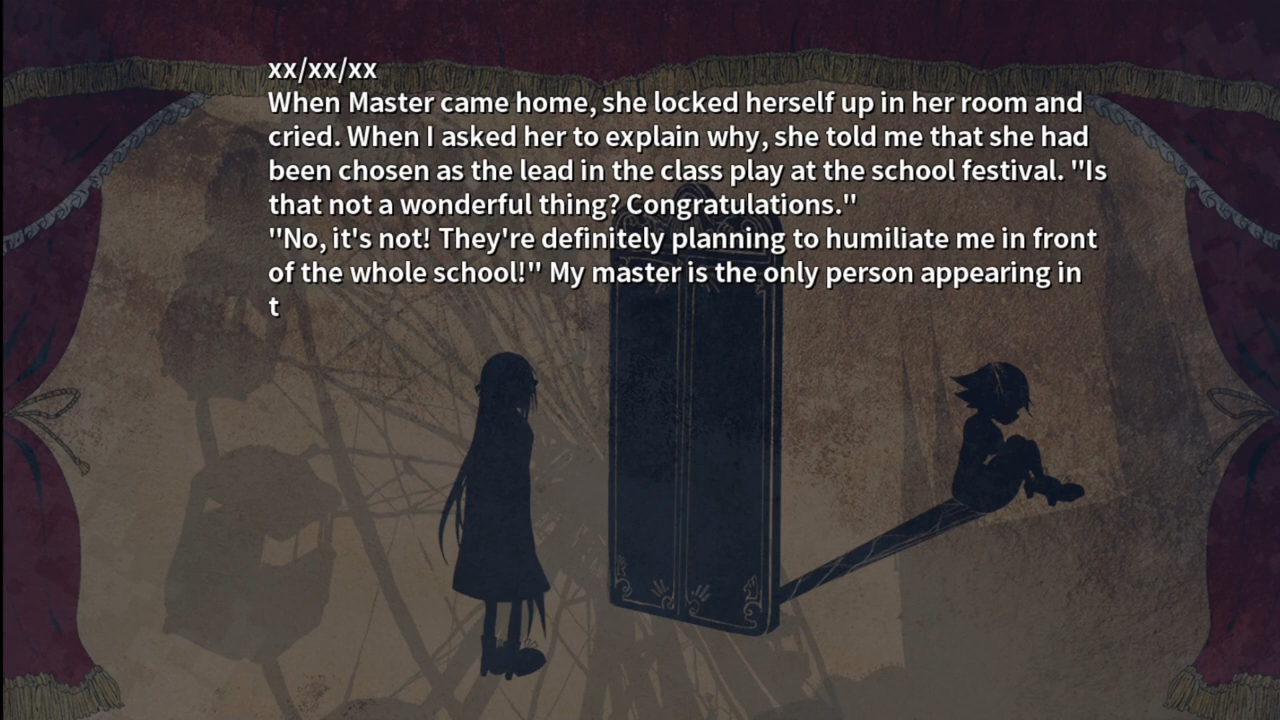 xx/xx/xx
When Master came home, she locked herself up in her room and
cried. When I asked her to explain why, she told me that she had
been chosen as the lead in the class play at the school festival. "Is
that not a wonderful thing? Congratulations."
"No, it's not! They're definitely planning to humiliate me in front
of the whole school!" My master is the only person appearing in
t